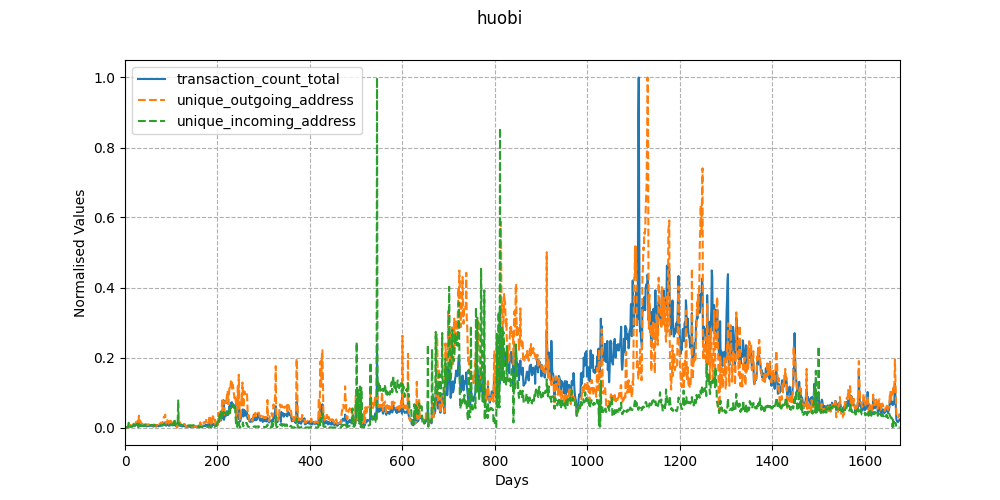 huobi
transaction_count_total
unique_outgoing_address
unique_incoming_address
Normalised Values
1.0
0.8
0.6
0.4
0.2
0.0
0 200 400 600 800 1000 1200 1400 1600
Days